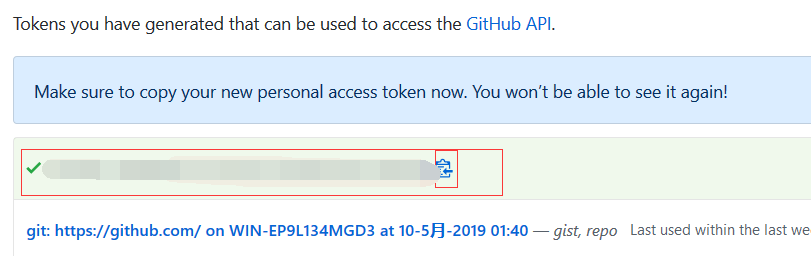 Tokens you have generated that can be used to access the GitHub API.
Make sure to copy your new personal access token now. You won’t be able to see it again!
git: https://github.com/ on WIN-EP9L134MGD3 at 10-5月-2019 01:40 — gist, repo Last used within the last we